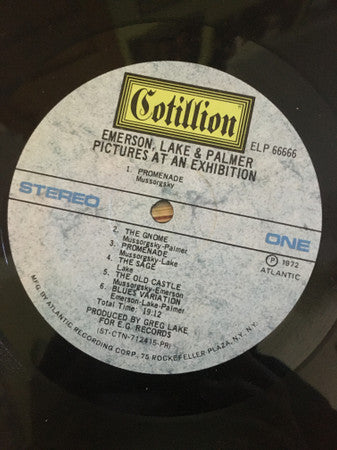 Cotillion
EMERSON, LAKE & PALMER
PICTURES AT AN EXHIBITION
ELP 66666
1. PROMENADE
Mussorgsky
STEREO
ONE
2. THE GNOME
Mussorgsky-Palmer
3. PROMENADE
Mussorgsky-Lake
4. THE SAGE
Lake
5. THE OLD CASTLE
Mussorgsky-Emerson
6. BLUES VARIATION
Emerson-Lake-Palmer
Total Time: 19:12
PRODUCED BY GREG LAKE
FOR E.G. RECORDS
(ST-CTN-712415-PR)
℗ 1972
ATLANTIC
MFG. BY ATLANTIC RECORDING CORP. 75 ROCKEFELLER PLAZA, N.Y. N.Y.